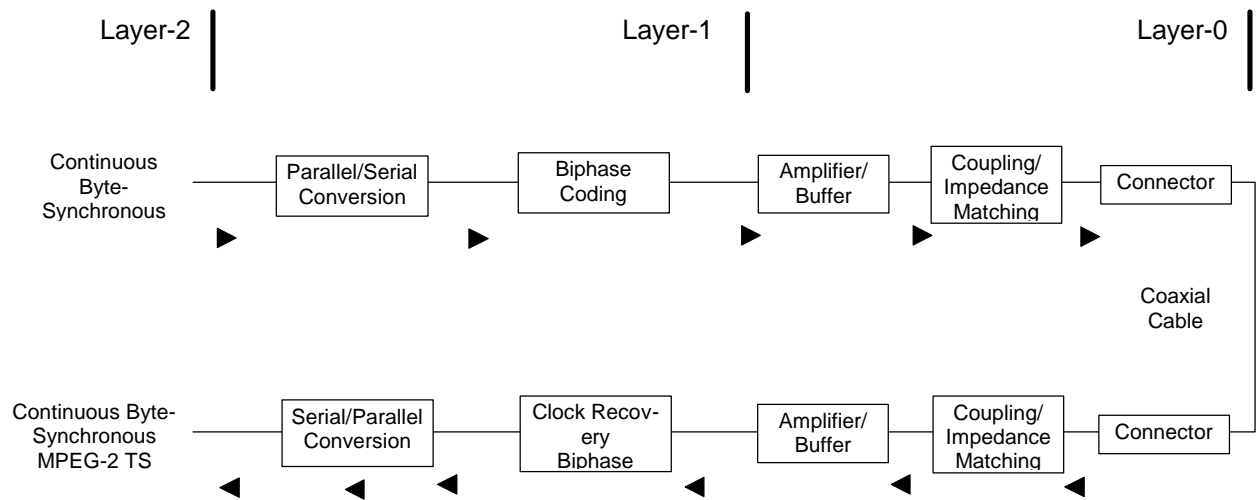 Layer-2
Layer-1
Layer-0
Continuous
Byte-
Synchronous
Parallel/Serial
Conversion
Biphase
Coding
Amplifier/
Buffer
Coupling/
Impedance
Matching
Connector
Coaxial
Cable
Continuous Byte-
Synchronous
MPEG-2 TS
Serial/Parallel
Conversion
Clock Recov-
ery
Biphase
Amplifier/
Buffer
Coupling/
Impedance
Matching
Connector